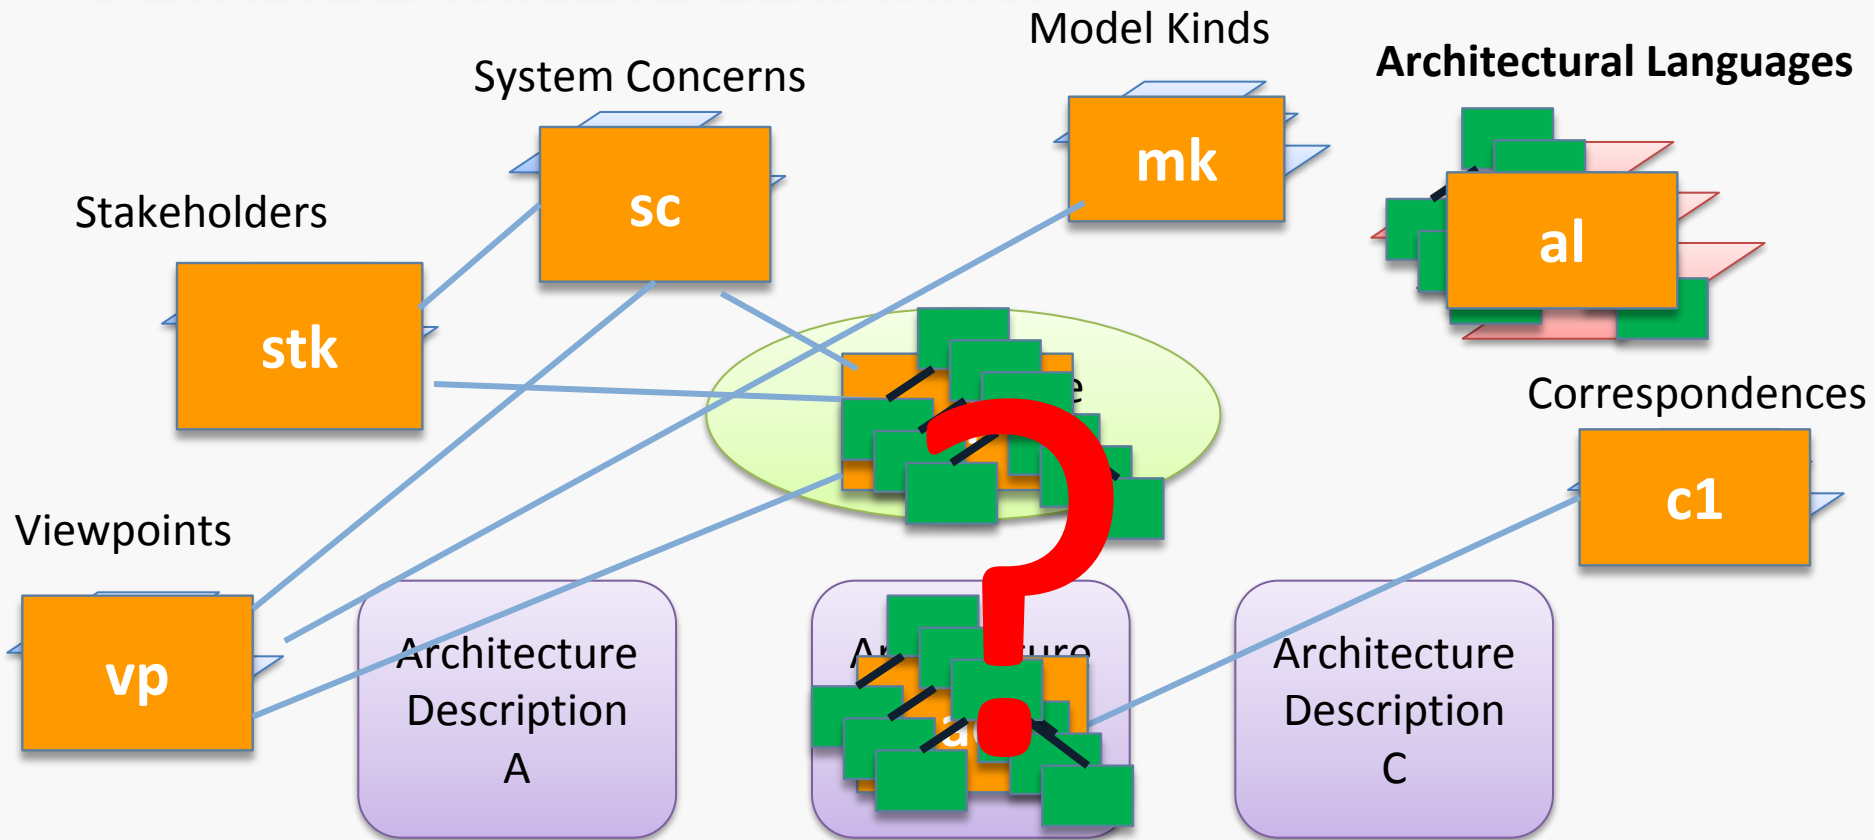 Model Kinds
Architectural Languages
System Concerns
mk
sc
al
Stakeholders
stk
Correspondences
c1
Viewpoints
vp
Architecture
Description
A
Architecture
Description
C
?